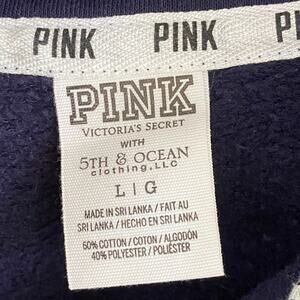 PINK PINK PI
PINK
VICTORIA'S SECRET
WITH
5TH & OCEAN
clothing, LLC
L | G
MADE IN SRI LANKA / FAIT AU
SRI LANKA / HECHO EN SRI LANKA
60% COTTON / COTON / ALGODÓN
40% POLYESTER / POLIÉSTER